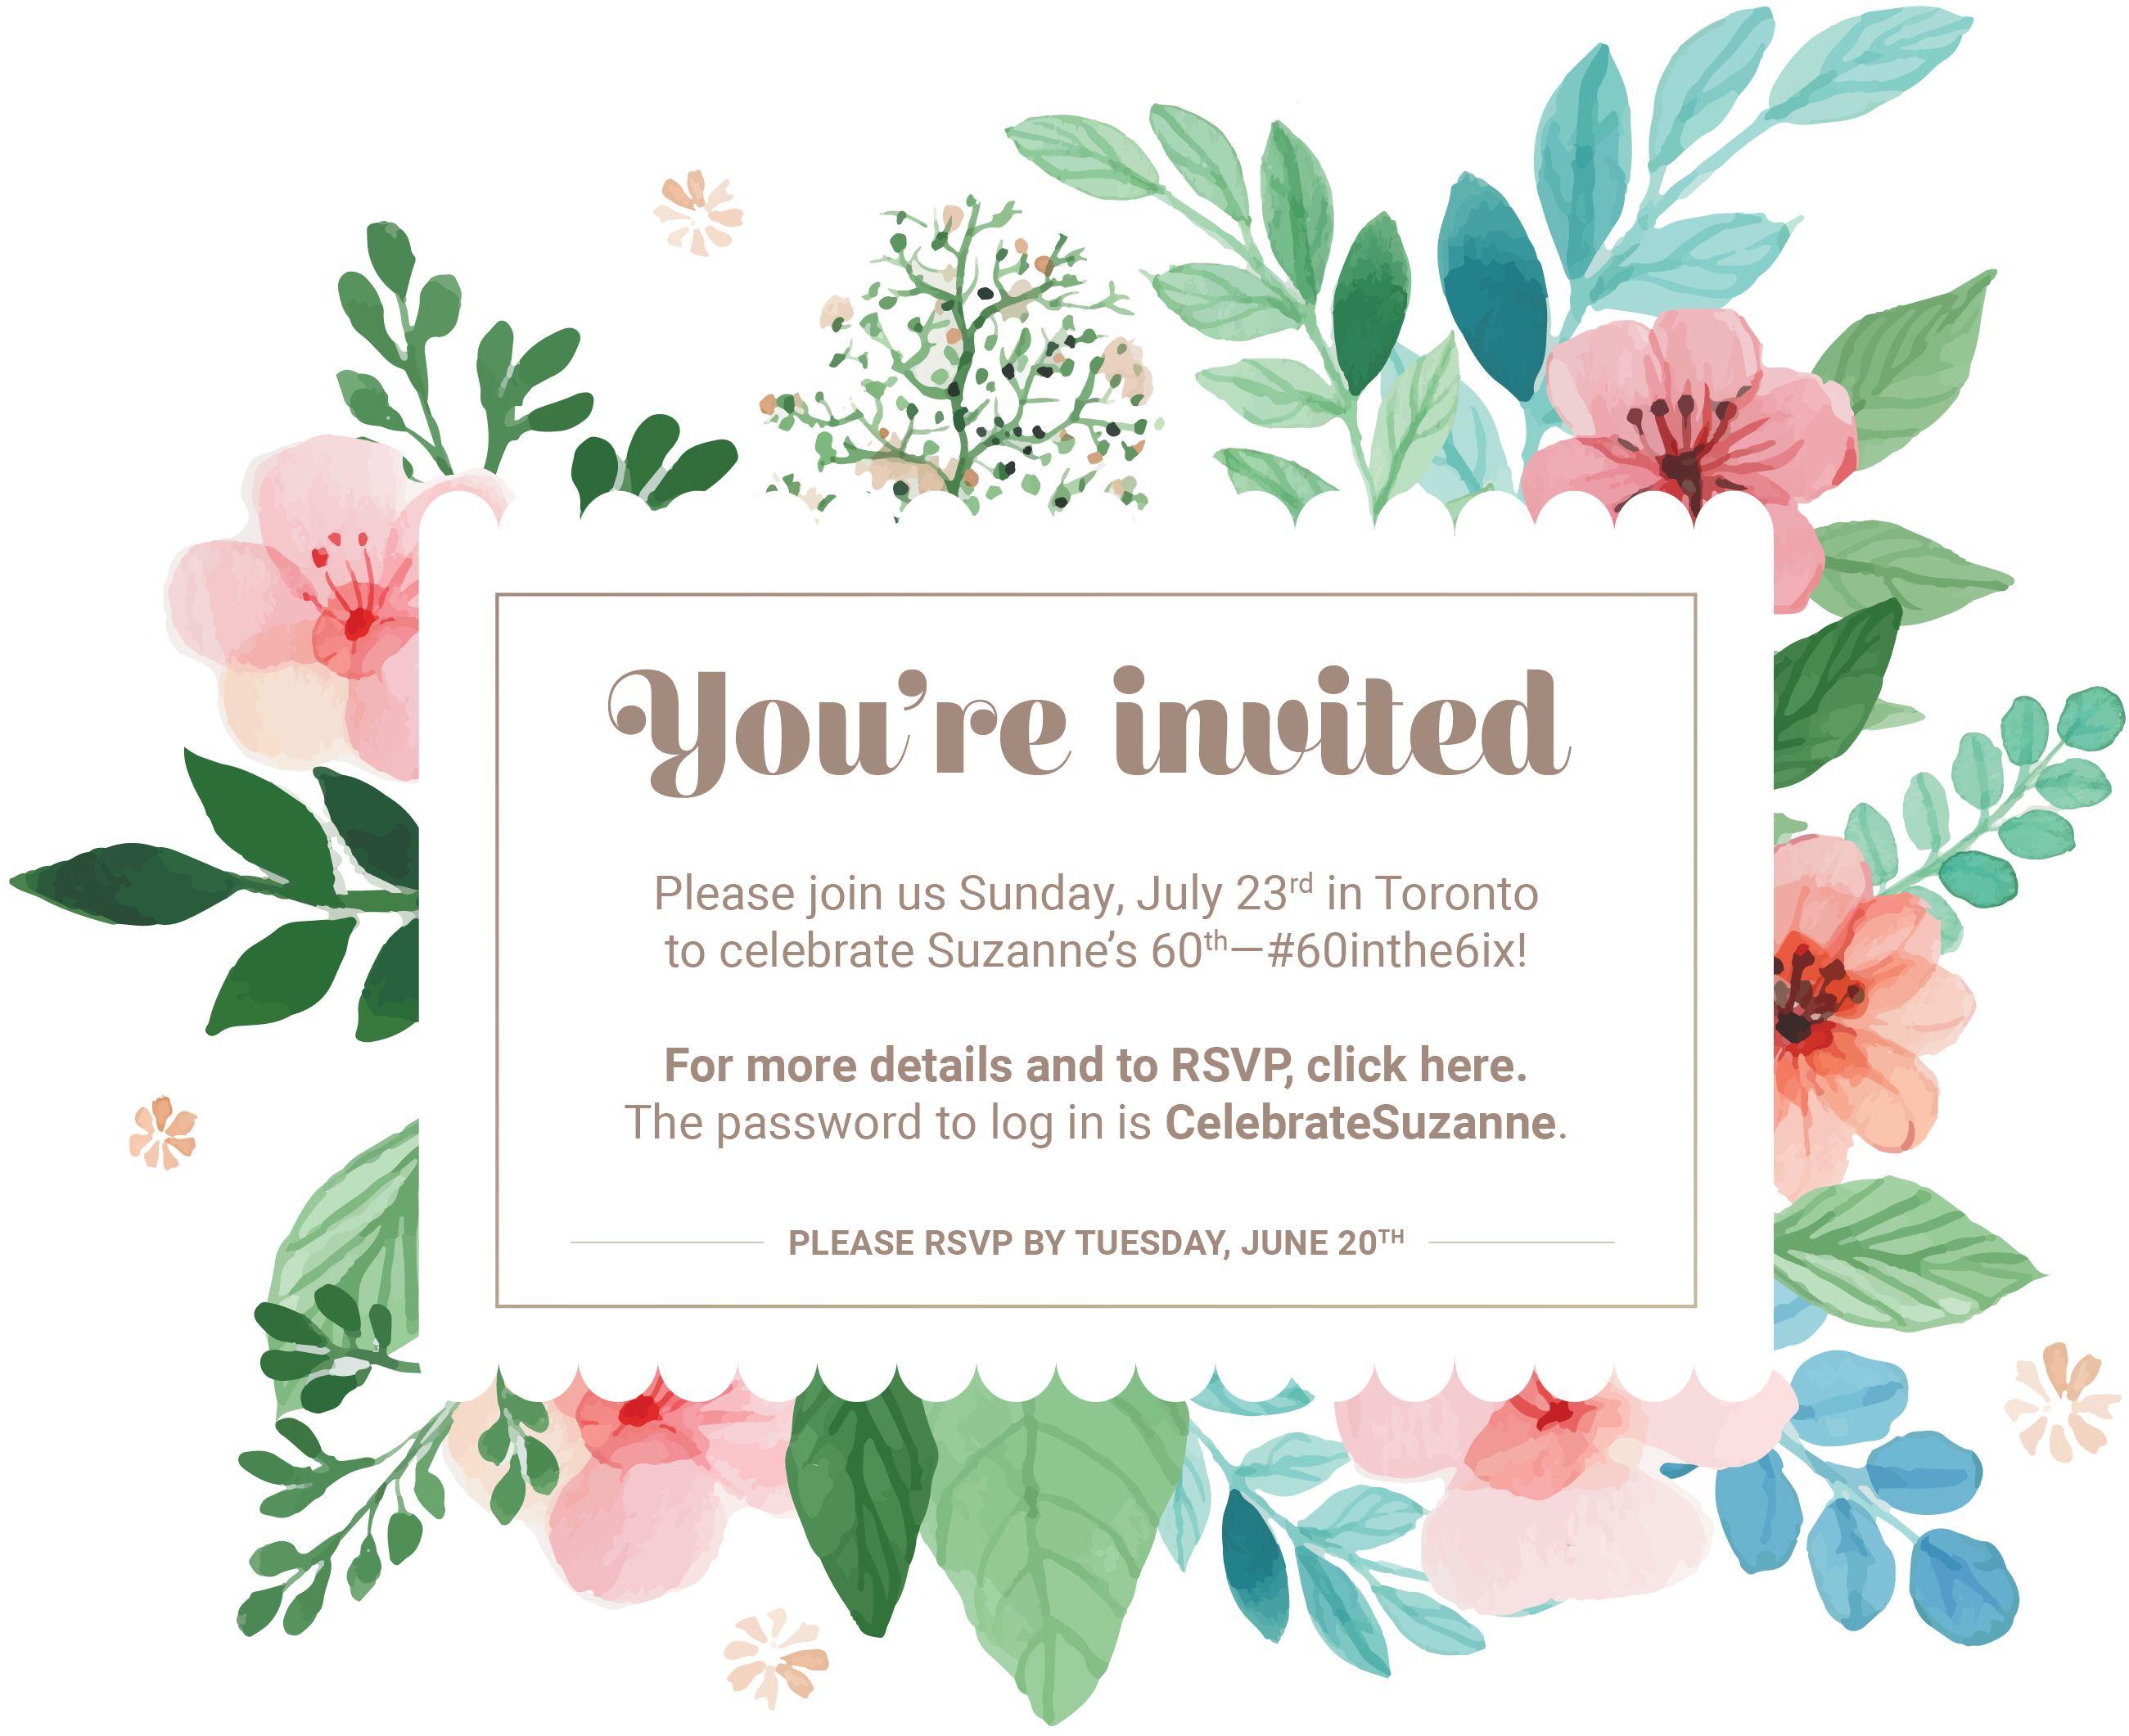 You’re invited
Please join us Sunday, July 23rd in Toronto
to celebrate Suzanne’s 60th—#60inthe6ix!
For more details and to RSVP, click here.
The password to log in is CelebrateSuzanne.
PLEASE RSVP BY TUESDAY, JUNE 20TH